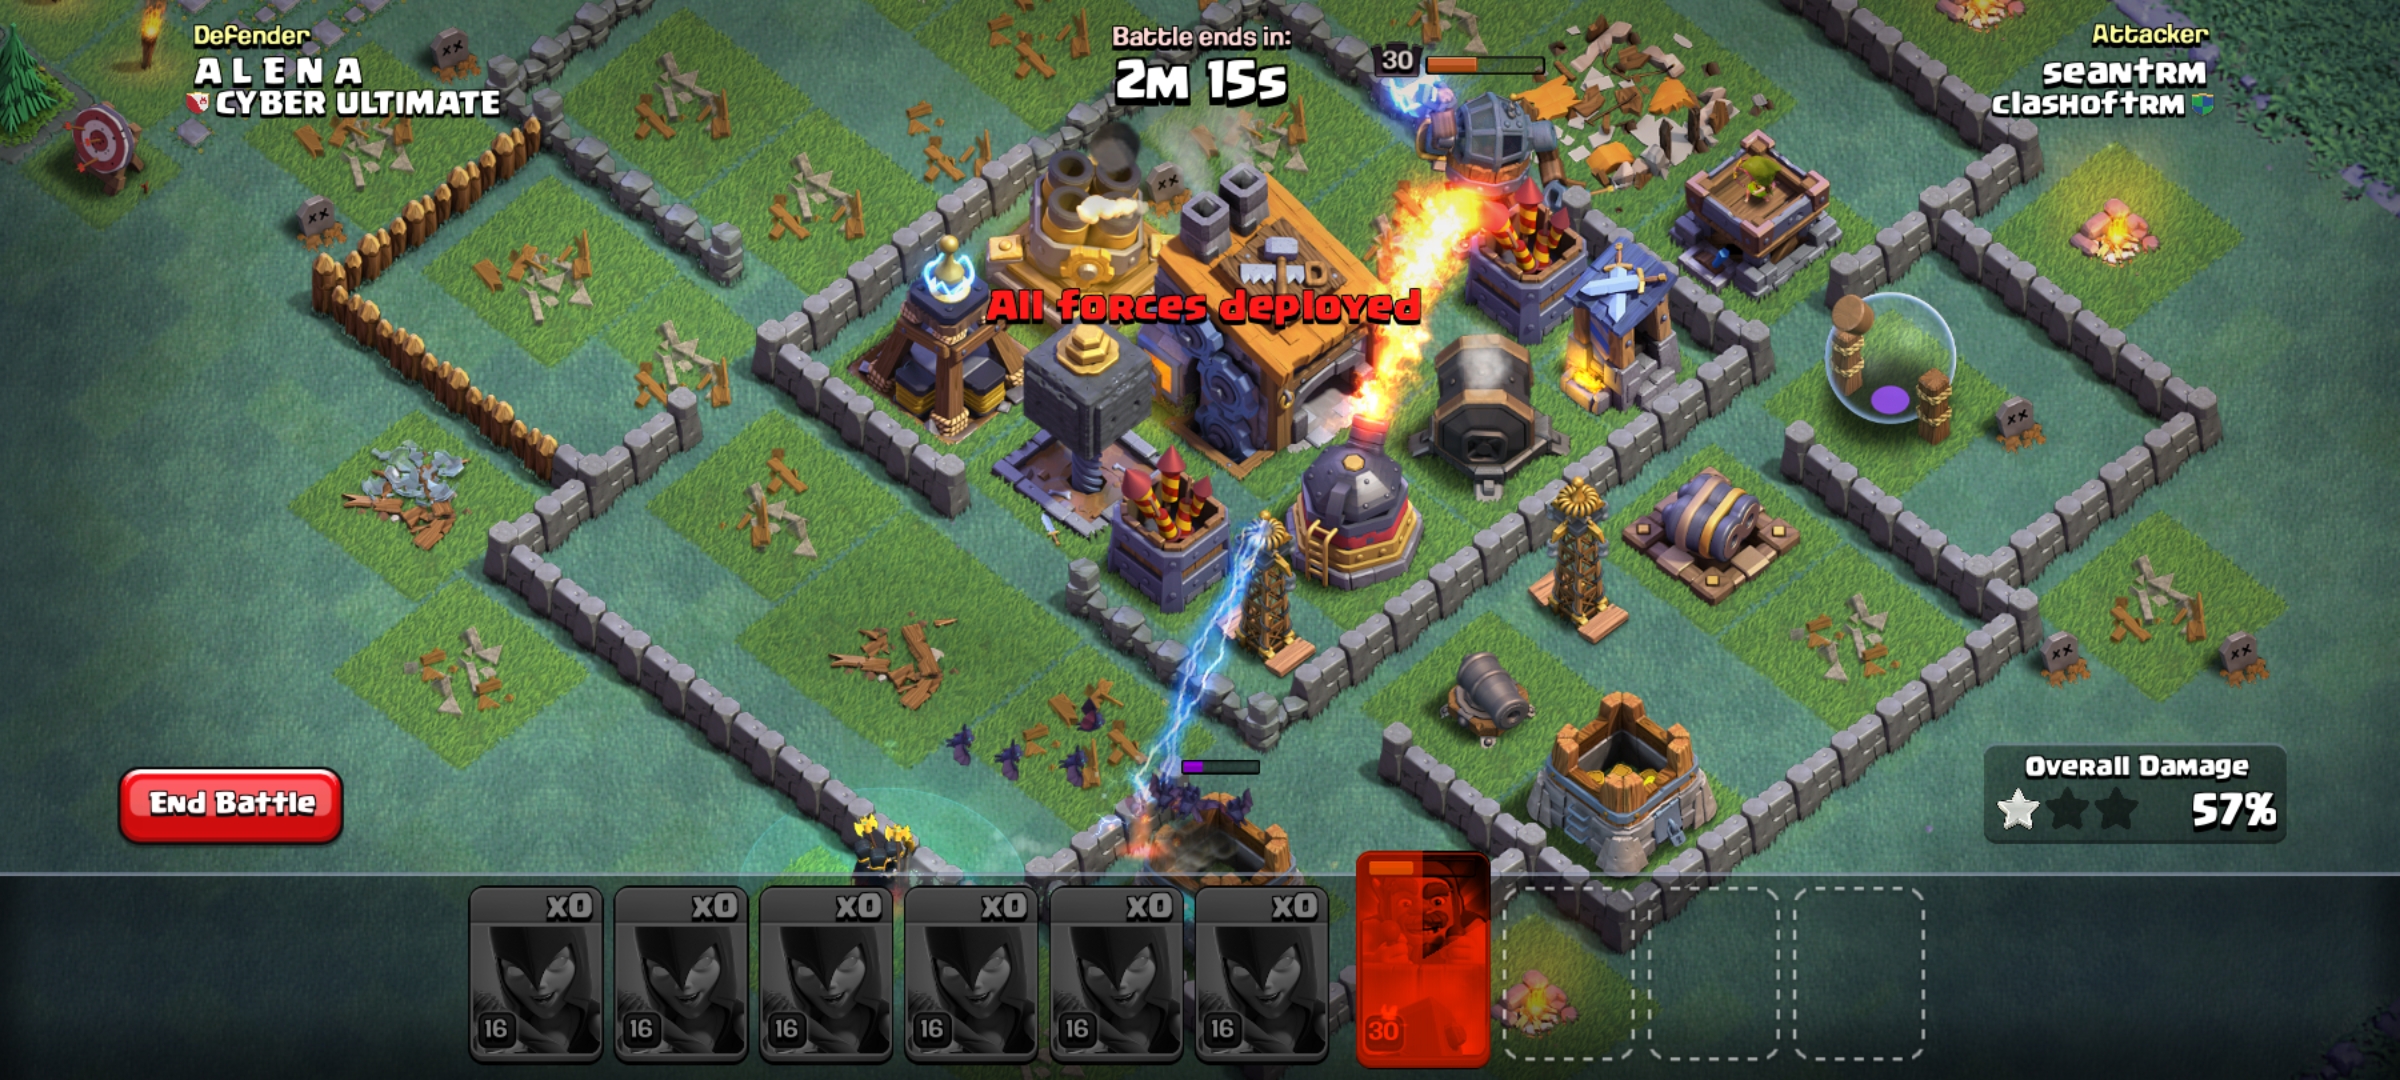 Defender
A L E N A
CYBER ULTIMATE
Battle ends in:
2M 15s
30
Attacker
seantRM
clashoftRM
All forces deployed
End Battle
Overall Damage
57%
x0
x0
x0
x0
x0
x0
16
16
16
16
16
16
30